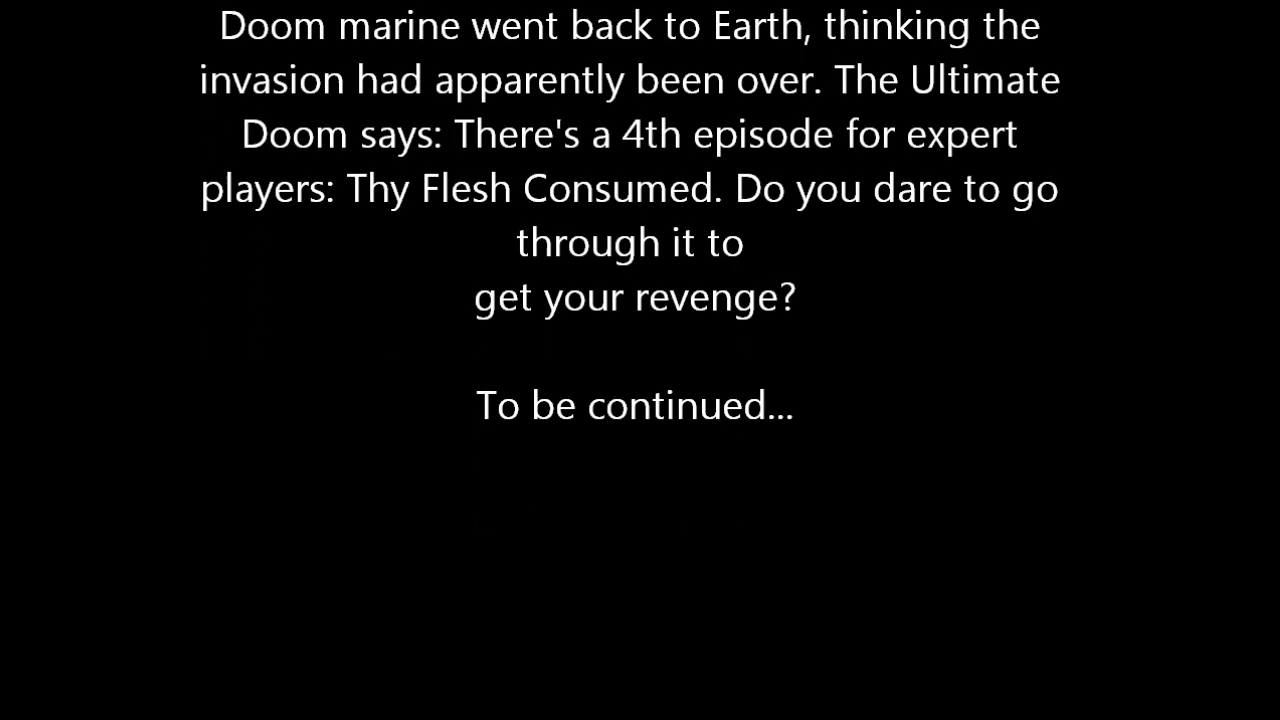 Doom marine went back to Earth, thinking the
invasion had apparently been over. The Ultimate
Doom says: There's a 4th episode for expert
players: Thy Flesh Consumed. Do you dare to go
through it to
get your revenge?
To be continued...